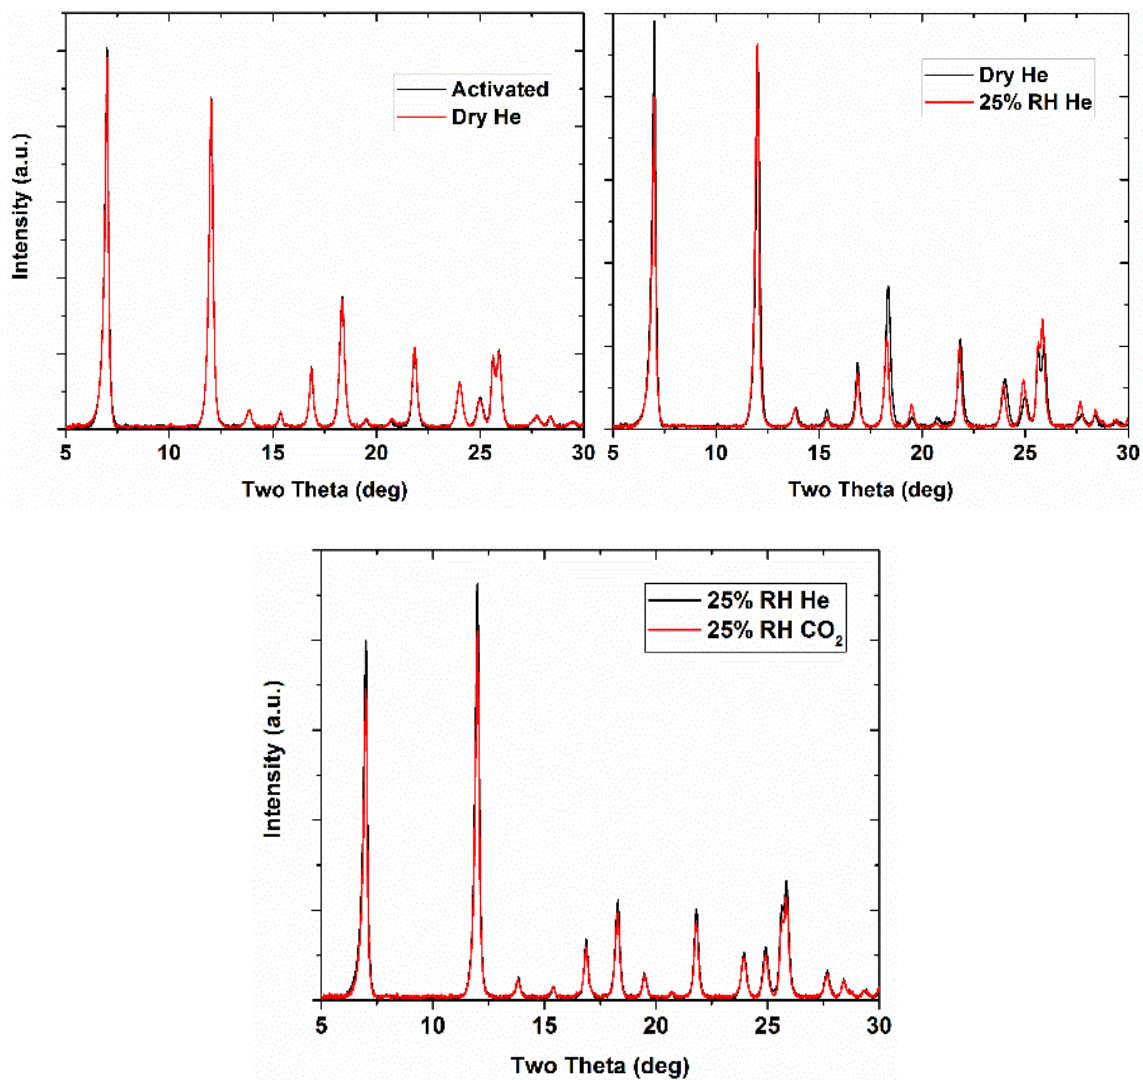 Activated
Dry He
Intensity (a.u.)
5 10 15 20 25 30
Two Theta (deg)
Dry He
25% RH He
5 10 15 20 25 30
Two Theta (deg)
25% RH He
25% RH CO₂
Intensity (a.u.)
5 10 15 20 25 30
Two Theta (deg)